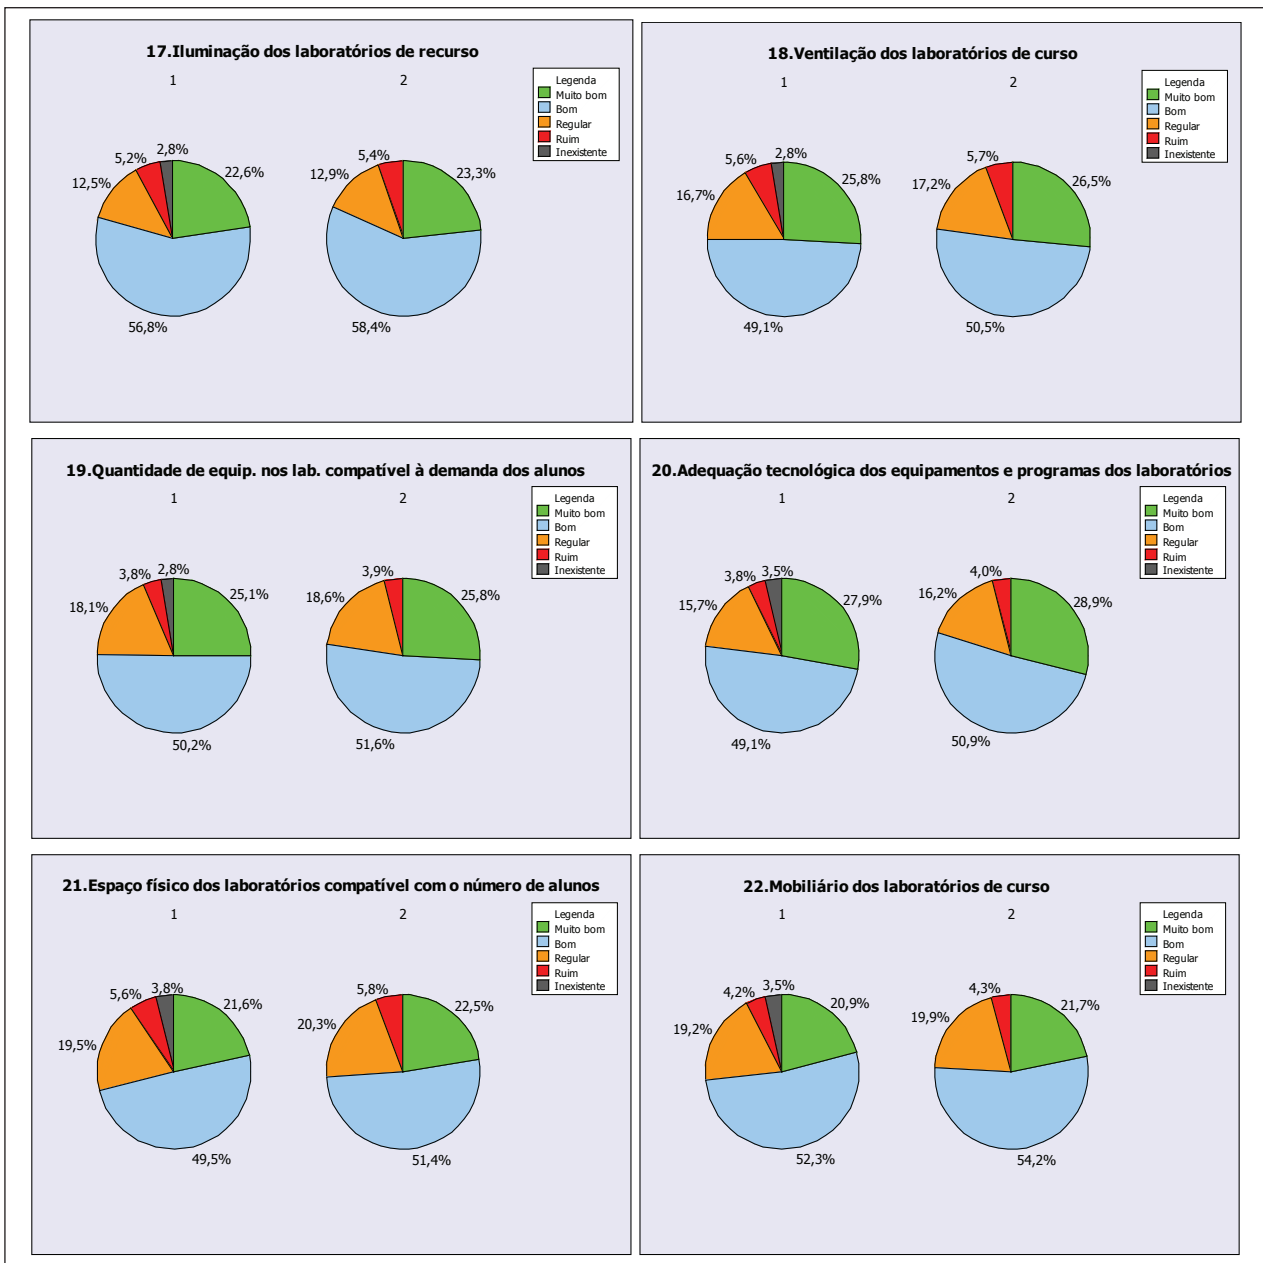 17.Iluminação dos laboratórios de recurso
1
2
Legenda
Muito bom
Bom
Regular
Ruim
Inexistente
5,2%
2,8%
12,5%
22,6%
56,8%
5,4%
12,9%
23,3%
58,4%
18.Ventilação dos laboratórios de curso
1
2
Legenda
Muito bom
Bom
Regular
Ruim
Inexistente
5,6%
2,8%
16,7%
25,8%
49,1%
5,7%
17,2%
26,5%
50,5%
19.Quantidade de equip. nos lab. compatível à demanda dos alunos
1
2
Legenda
Muito bom
Bom
Regular
Ruim
Inexistente
3,8%
2,8%
18,1%
25,1%
50,2%
3,9%
18,6%
25,8%
51,6%
20.Adequação tecnológica dos equipamentos e programas dos laboratórios
1
2
Legenda
Muito bom
Bom
Regular
Ruim
Inexistente
3,8%
3,5%
15,7%
27,9%
49,1%
4,0%
16,2%
28,9%
50,9%
21.Espaço físico dos laboratórios compatível com o número de alunos
1
2
Legenda
Muito bom
Bom
Regular
Ruim
Inexistente
5,6%
3,8%
19,5%
21,6%
49,5%
5,8%
20,3%
22,5%
51,4%
22.Mobiliário dos laboratórios de curso
1
2
Legenda
Muito bom
Bom
Regular
Ruim
Inexistente
4,2%
3,5%
19,2%
20,9%
52,3%
4,3%
19,9%
21,7%
54,2%